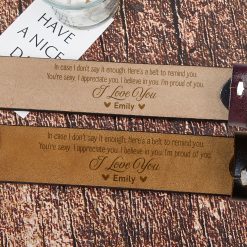 HAVE
A NICE
D
In case I don't say it enough. Here's a belt to remind you.
You're sexy. I appreciate you. I believe in you. I'm proud of you.
I Love You
Emily
In case I don't say it enough. Here's a belt to remind you.
You're sexy. I appreciate you. I believe in you. I'm proud of you.
I Love You
Emily